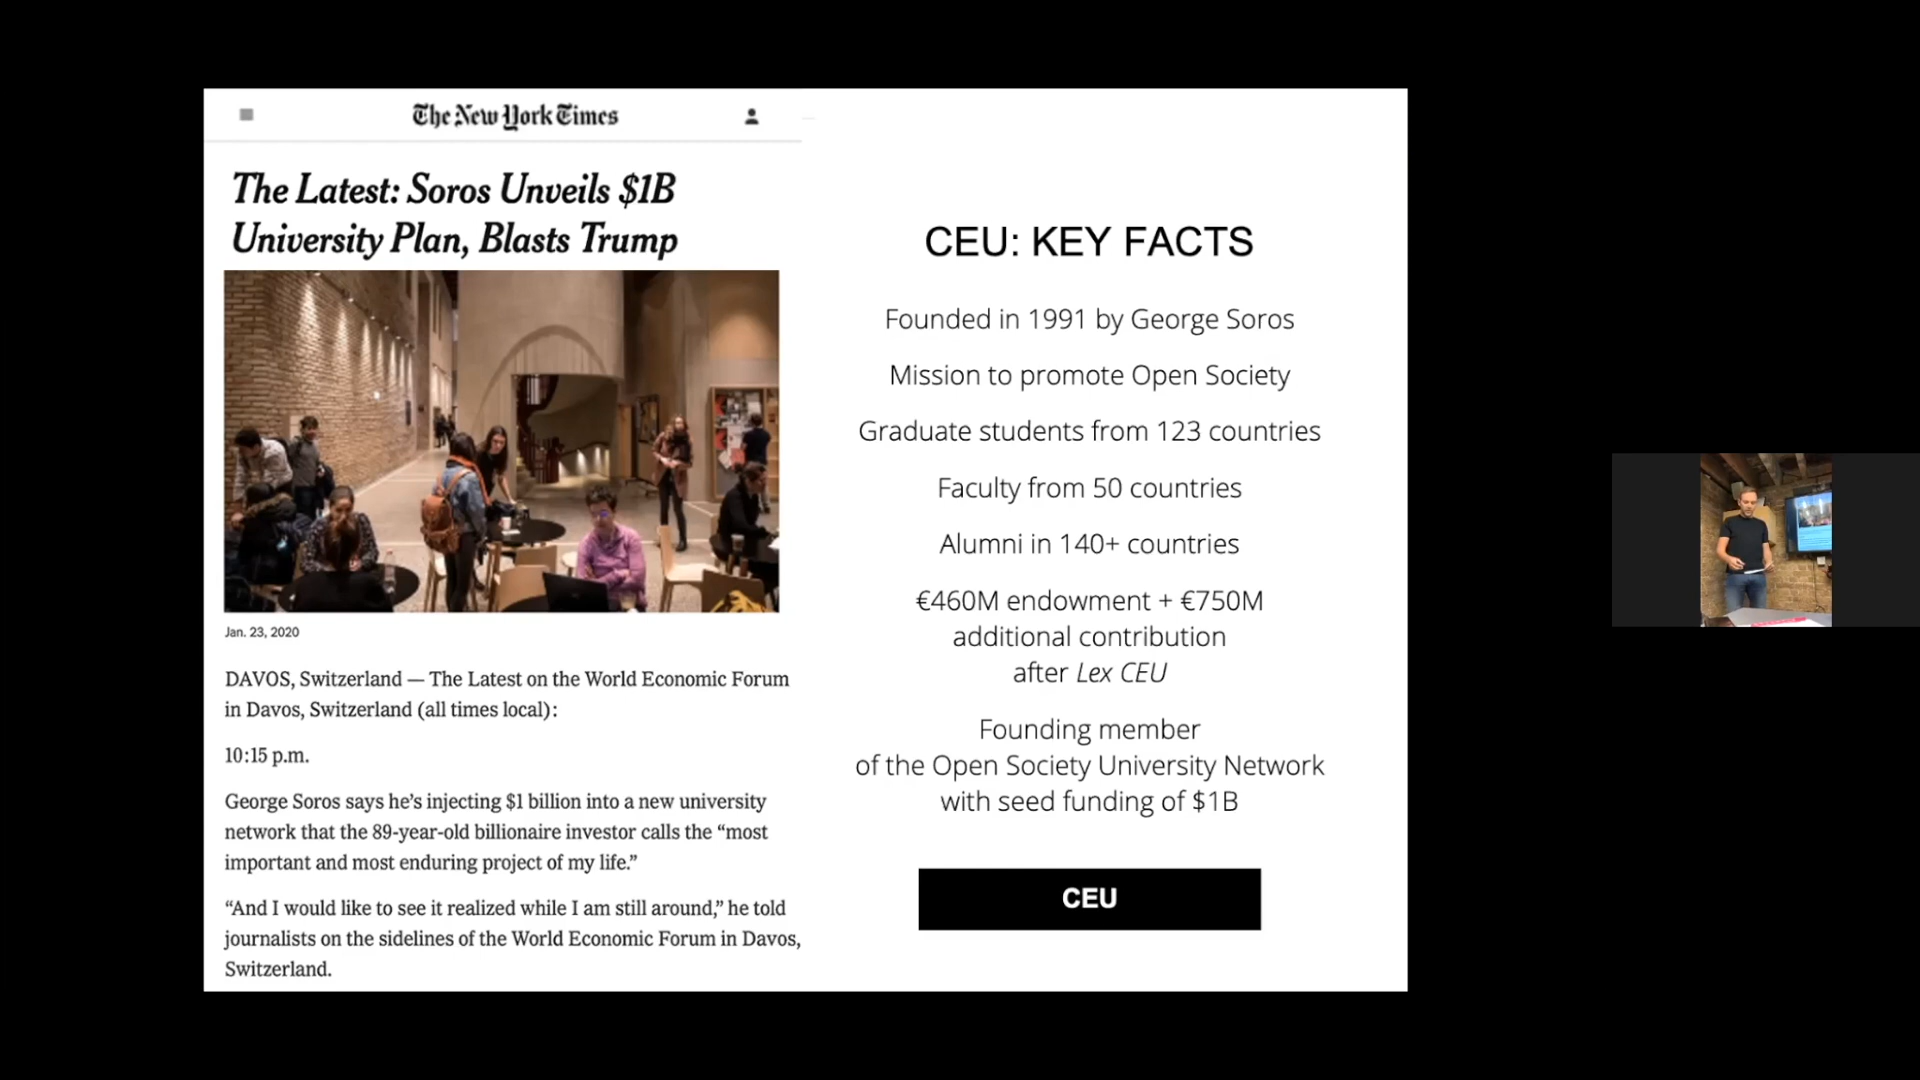 The New York Times
The Latest: Soros Unveils $1B
University Plan, Blasts Trump
Jan. 23, 2020
DAVOS, Switzerland — The Latest on the World Economic Forum
in Davos, Switzerland (all times local):
10:15 p.m.
George Soros says he’s injecting $1 billion into a new university
network that the 89-year-old billionaire investor calls the “most
important and most enduring project of my life.”
“And I would like to see it realized while I am still around,” he told
journalists on the sidelines of the World Economic Forum in Davos,
Switzerland.
CEU: KEY FACTS
Founded in 1991 by George Soros
Mission to promote Open Society
Graduate students from 123 countries
Faculty from 50 countries
Alumni in 140+ countries
€460M endowment + €750M
additional contribution
after Lex CEU
Founding member
of the Open Society University Network
with seed funding of $1B
CEU